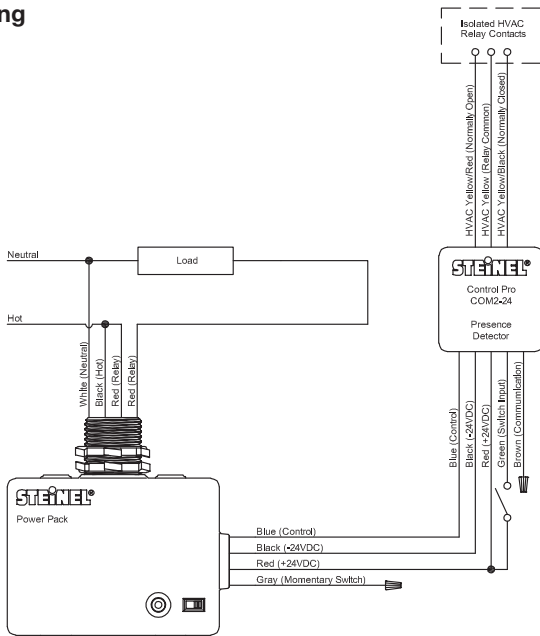 ng
Isolated HVAC
Relay Contacts
HVAC Yellow/Red (Normally Open)
HVAC Yellow (Relay Common)
HVAC Yellow/Black (Normally Closed)
Neutral
Load
STEINEL®
Control Pro
COM2-24
Presence
Detector
Hot
White (Neutral)
Black (Hot)
Red (Relay)
Red (Relay)
Blue (Control)
Black (-24VDC)
Red (+24VDC)
Green (Switch Input)
Brown (Communication)
STEINEL®
Power Pack
Blue (Control)
Black (-24VDC)
Red (+24VDC)
Gray (Momentary Switch)